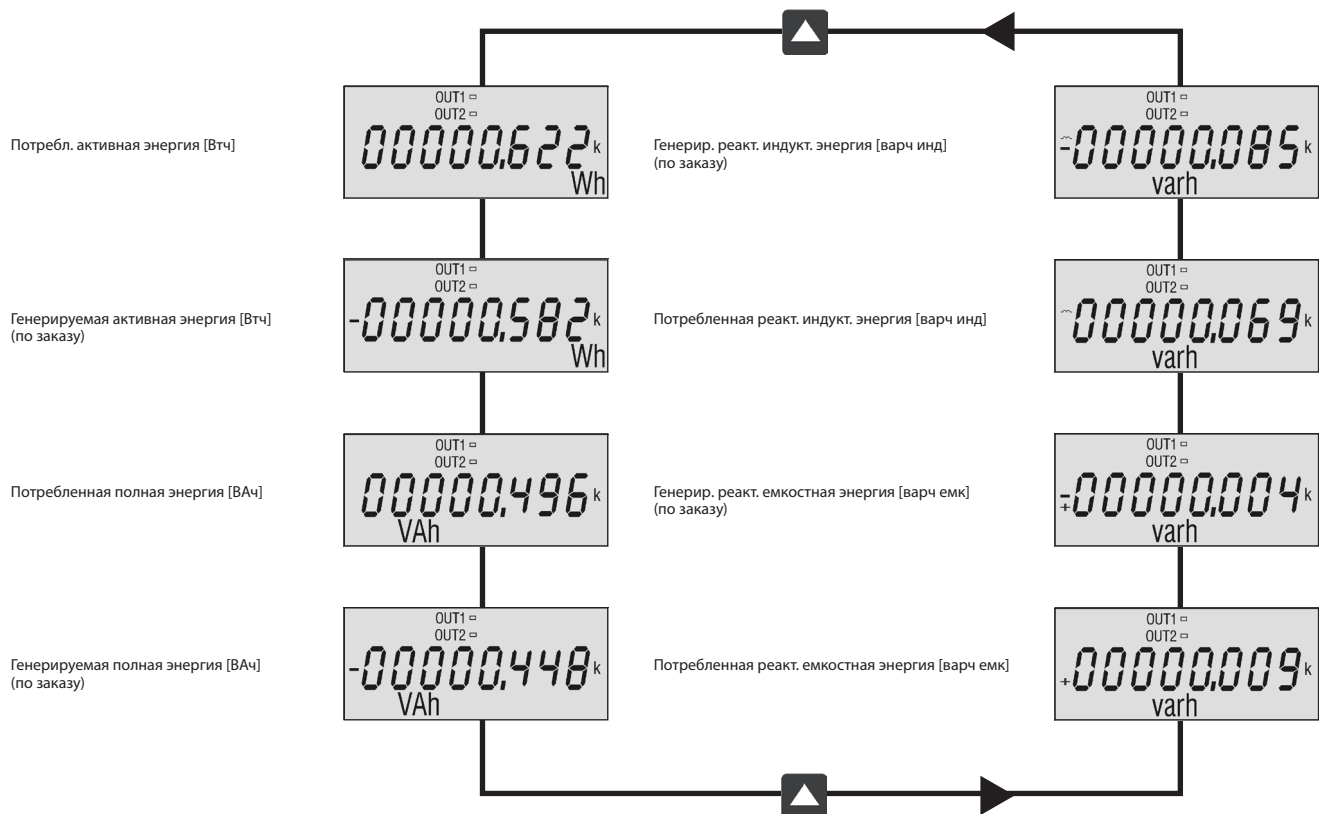 Потребл. активная энергия [Втч]
OUT1
OUT2
00000,622 k
Wh
Генерируемая активная энергия [Втч]
(по заказу)
OUT1
OUT2
-00000,582 k
Wh
Потребленная полная энергия [ВАч]
OUT1
OUT2
00000,496 k
VAh
Генерируемая полная энергия [ВАч]
(по заказу)
OUT1
OUT2
-00000,448 k
VAh
Генерир. реакт. индукт. энергия [варч инд]
(по заказу)
OUT1
OUT2
-00000,085 k
varh
Потребленная реакт. индукт. энергия [варч инд]
OUT1
OUT2
00000,069 k
varh
Генерир. реакт. емкостная энергия [варч емк]
(по заказу)
OUT1
OUT2
-00000,004 k
+
varh
Потребленная реакт. емкостная энергия [варч емк]
OUT1
OUT2
+00000,009 k
varh